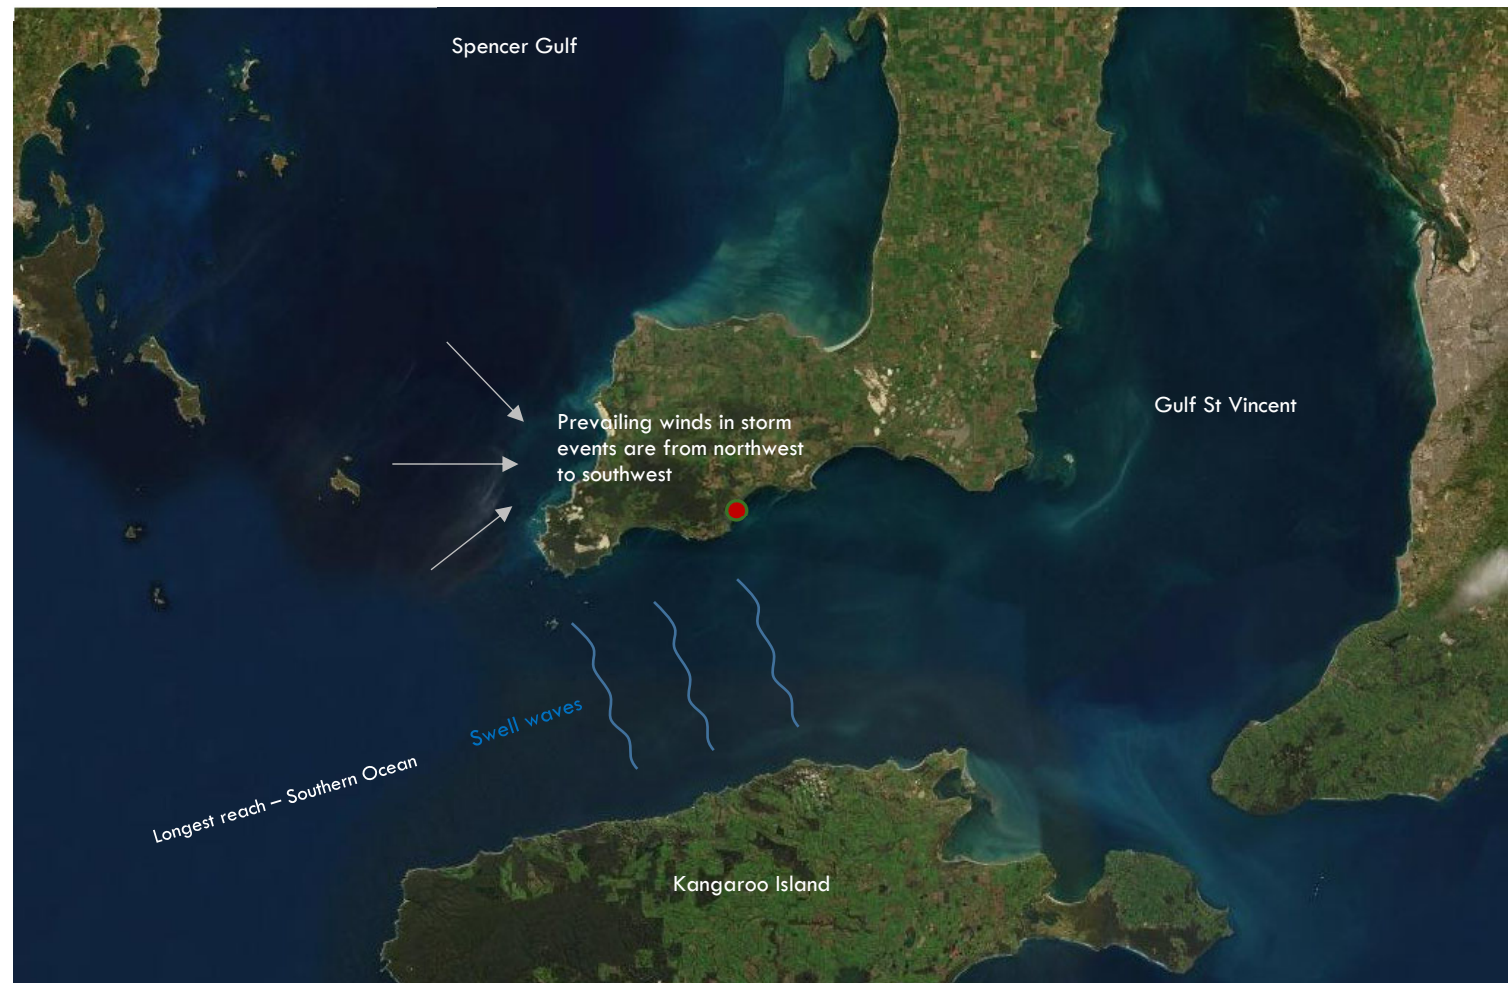 Spencer Gulf
Gulf St Vincent
Prevailing winds in storm
events are from northwest
to southwest
Swell waves
Longest reach – Southern Ocean
Kangaroo Island